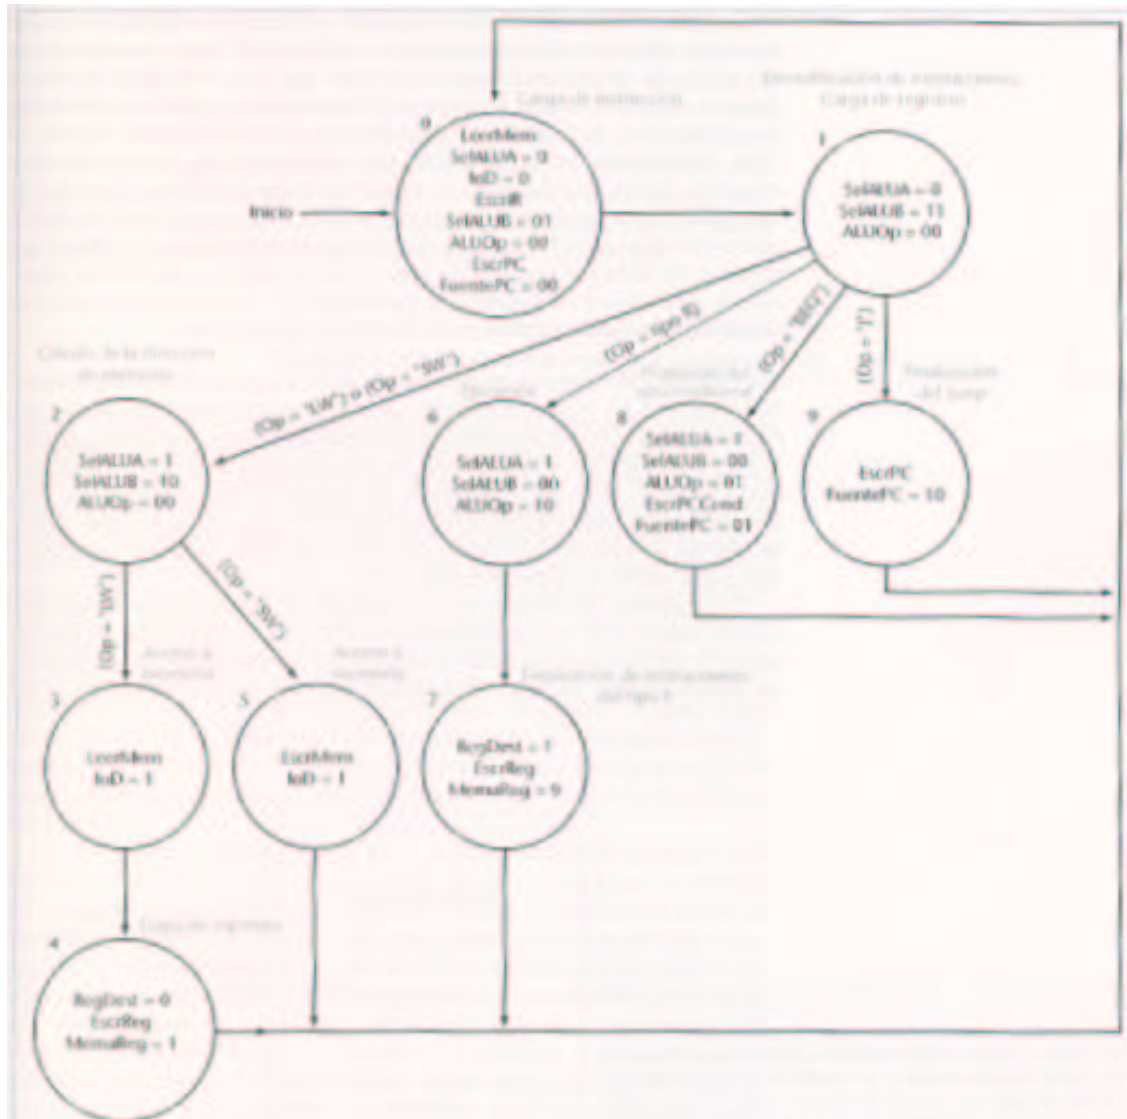 Carga de instrucción
Decodificación de instrucciones/
Carga de registros
0
LeerMem
SelALUA = 0
IoD = 0
EscrIR
SelALUB = 01
ALUOp = 00
EscrPC
FuentePC = 00
Inicio
1
SelALUA = 0
SelALUB = 11
ALUOp = 00
(Op = "LW") o (Op = "SW")
(Op = tipo R)
(Op = "BEQ")
(Op = "J")
Cálculo de la dirección
de memoria
2
SelALUA = 1
SelALUB = 10
ALUOp = 00
Ejecución
6
SelALUA = 1
SelALUB = 00
ALUOp = 10
del
8
SelALUA = 1
SelALUB = 00
ALUOp = 01
EscrPCCond
FuentePC = 01
Finalización
del jump
9
EscrPC
FuentePC = 10
(Op = "LW")
(Op = "SW")
Acceso a
memoria
3
LeerMem
IoD = 1
Acceso a
memoria
5
EscrMem
IoD = 1
Finalización de instrucciones
del tipo R
7
RegDest = 1
EscrReg
MemaReg = 0
Etapa de
4
RegDest = 0
EscrReg
MemaReg = 1